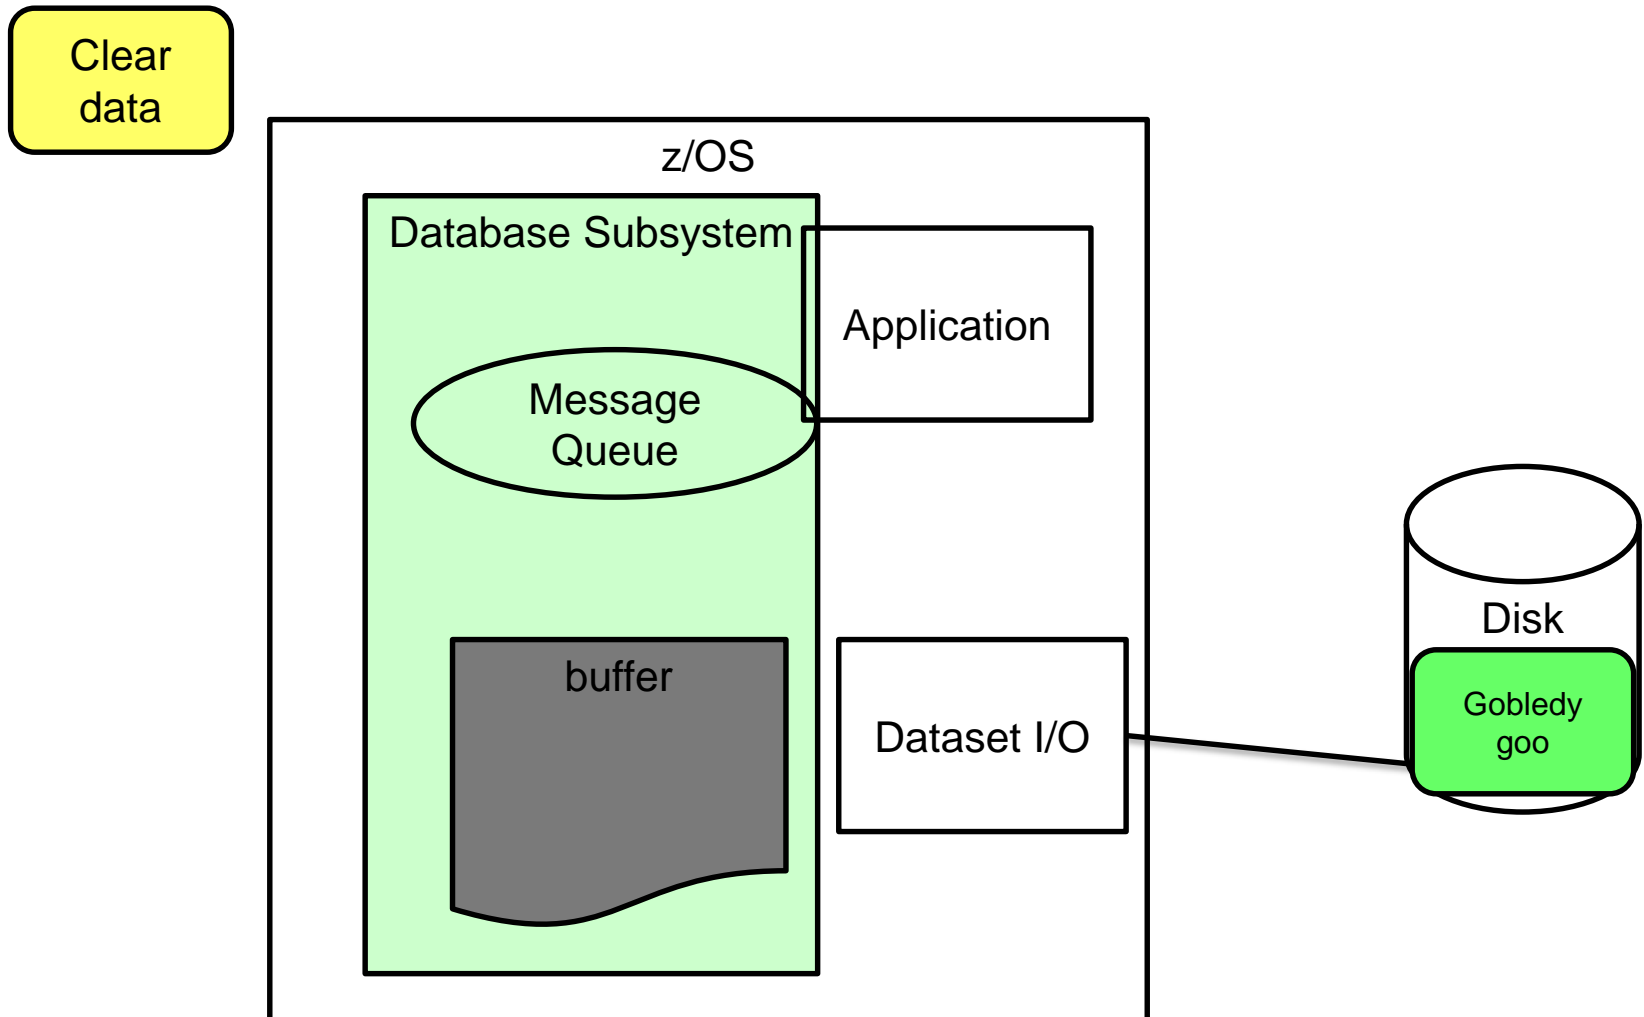 Clear
data
z/OS
Database Subsystem
Application
Message
Queue
buffer
Dataset I/O
Disk
Gobledy
goo